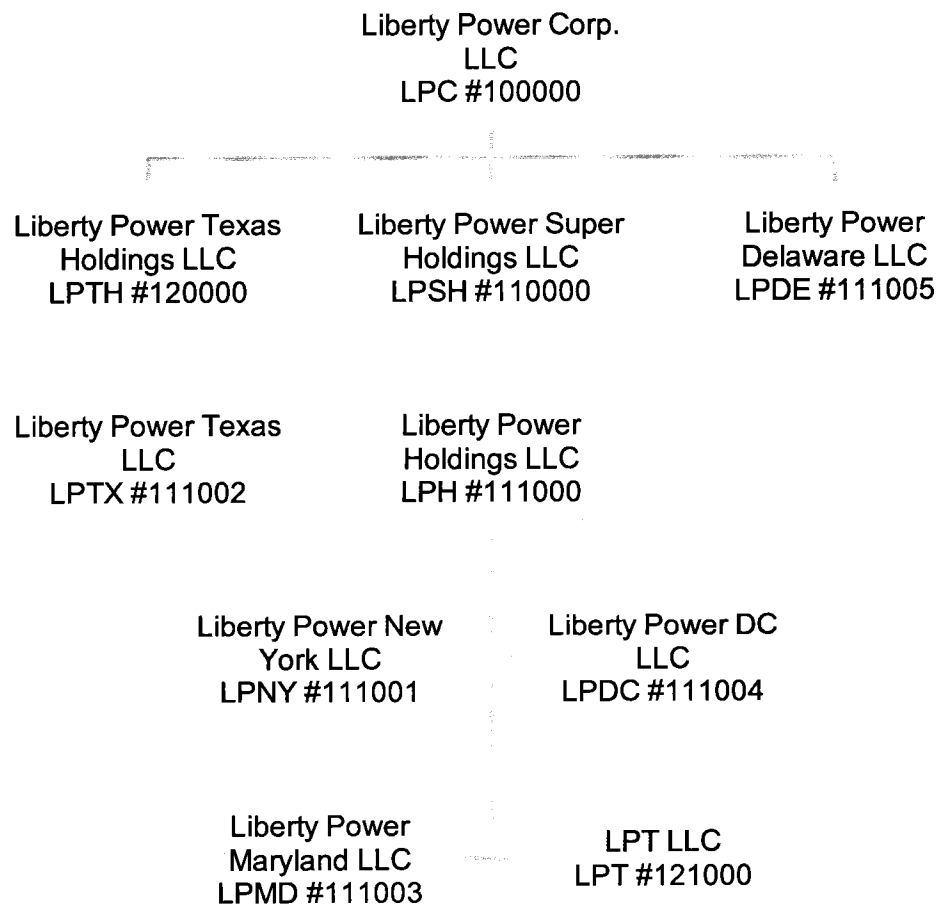 Liberty Power Corp.
LLC
LPC #100000
Liberty Power Texas
Holdings LLC
LPTH #120000
Liberty Power Super
Holdings LLC
LPSH #110000
Liberty Power
Delaware LLC
LPDE #111005
Liberty Power Texas
LLC
LPTX #111002
Liberty Power
Holdings LLC
LPH #111000
Liberty Power New
York LLC
LPNY #111001
Liberty Power DC
LLC
LPDC #111004
Liberty Power
Maryland LLC
LPMD #111003
LPT LLC
LPT #121000